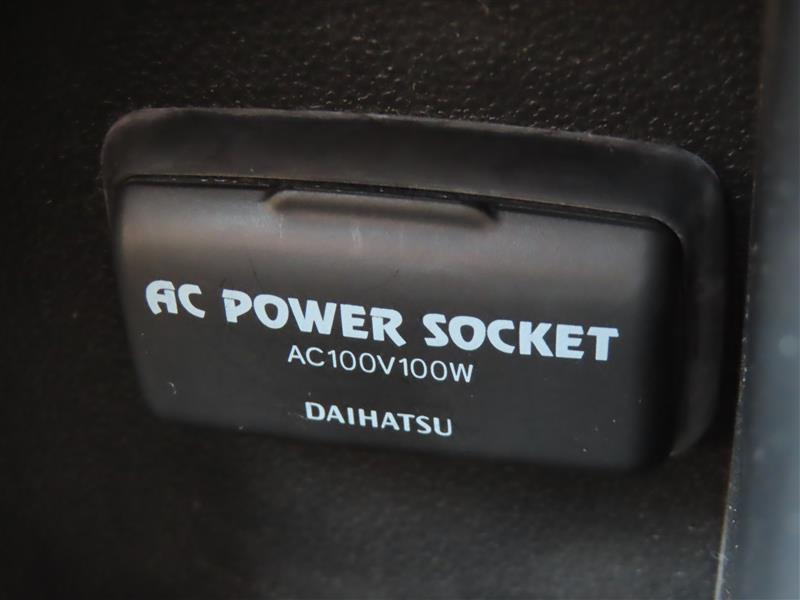 AC POWER SOCKET
AC100V100W
DAIHATSU